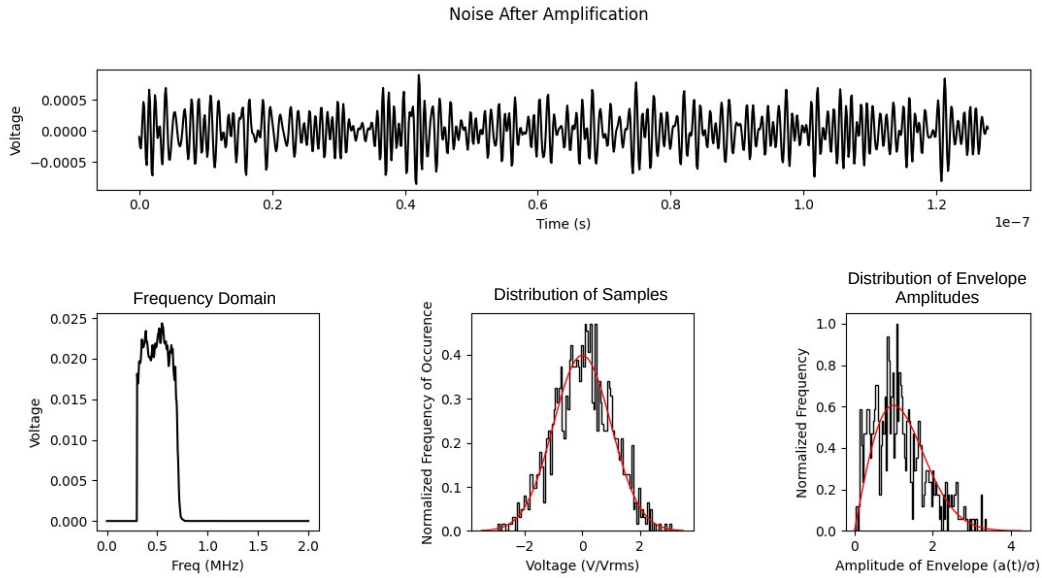 Noise After Amplification
Voltage
0.0005
0.0000
−0.0005
0.0
0.2
0.4
0.6
0.8
1.0
1.2
Time (s)
1e−7
Frequency Domain
Voltage
0.025
0.020
0.015
0.010
0.005
0.000
0.0
0.5
1.0
1.5
2.0
Freq (MHz)
Distribution of Samples
Normalized Frequency of Occurence
0.4
0.3
0.2
0.1
0.0
−2
0
2
Voltage (V/Vrms)
Distribution of Envelope
Amplitudes
Normalized Frequency
1.0
0.8
0.6
0.4
0.2
0.0
0
2
4
Amplitude of Envelope (a(t)/σ)